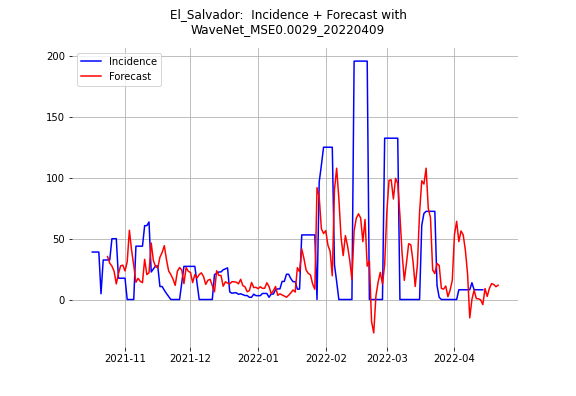 El_Salvador:  Incidence + Forecast with
WaveNet_MSE0.0029_20220409
Incidence
Forecast
200
150
100
50
0
2021-11
2021-12
2022-01
2022-02
2022-03
2022-04